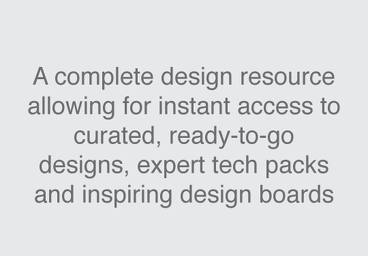 A complete design resource
allowing for instant access to
curated, ready-to-go
designs, expert tech packs
and inspiring design boards